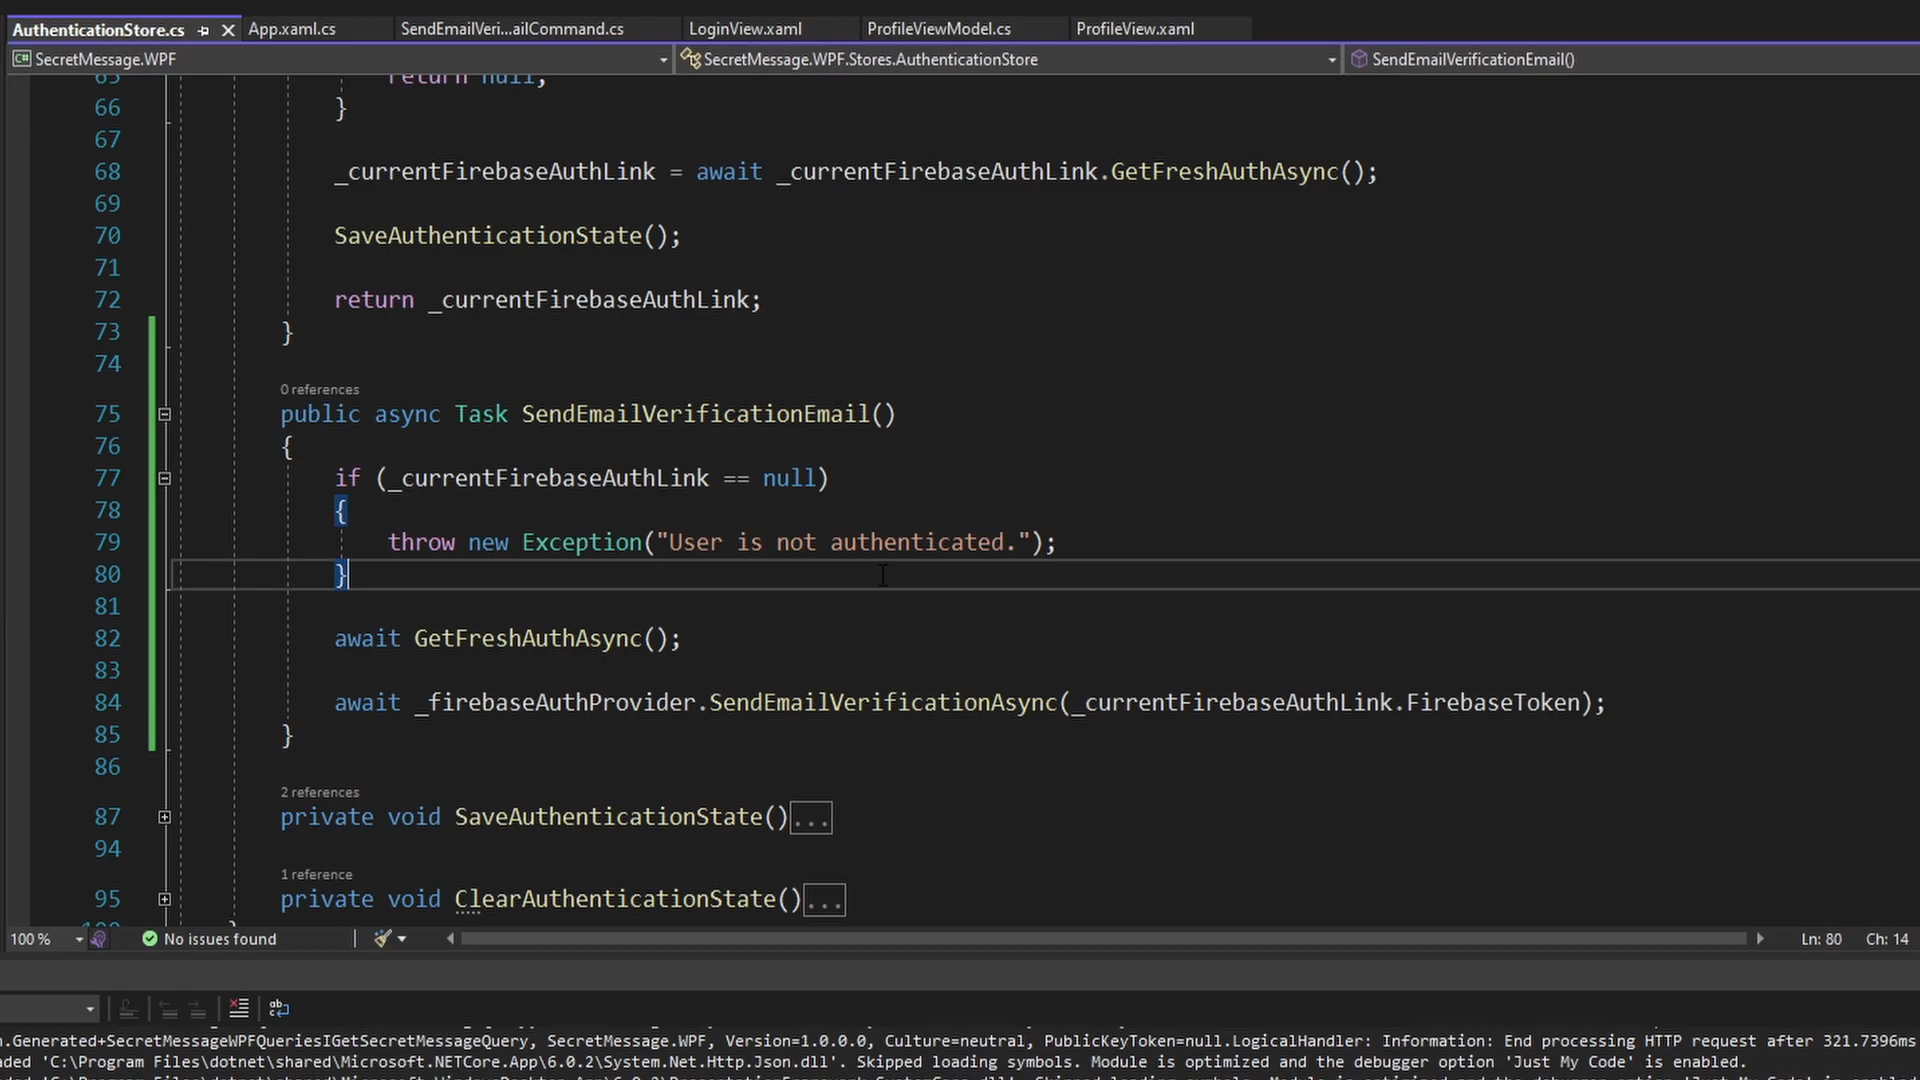 AuthenticationStore.cs App.xaml.cs SendEmailVeri...ailCommand.cs LoginView.xaml ProfileViewModel.cs ProfileView.xaml
C# SecretMessage.WPF SecretMessage.WPF.Stores.AuthenticationStore SendEmailVerificationEmail()
65 return null;
66 }
67
68 _currentFirebaseAuthLink = await _currentFirebaseAuthLink.GetFreshAuthAsync();
69
70 SaveAuthenticationState();
71
72 return _currentFirebaseAuthLink;
73 }
74
0 references
75 public async Task SendEmailVerificationEmail()
76 {
77 if (_currentFirebaseAuthLink == null)
78 {
79 throw new Exception("User is not authenticated.");
80 }
81
82 await GetFreshAuthAsync();
83
84 await _firebaseAuthProvider.SendEmailVerificationAsync(_currentFirebaseAuthLink.FirebaseToken);
85 }
86
2 references
87 private void SaveAuthenticationState()...
94
1 reference
95 private void ClearAuthenticationState()...
}
100 % No issues found Ln: 80 Ch: 14
n.Generated+SecretMessageWPFQueriesIGetSecretMessageQuery, SecretMessage.WPF, Version=1.0.0.0, Culture=neutral, PublicKeyToken=null.LogicalHandler: Information: End processing HTTP request after 321.7396ms
aded 'C:\Program Files\dotnet\shared\Microsoft.NETCore.App\6.0.2\System.Net.Http.Json.dll'. Skipped loading symbols. Module is optimized and the debugger option 'Just My Code' is enabled.